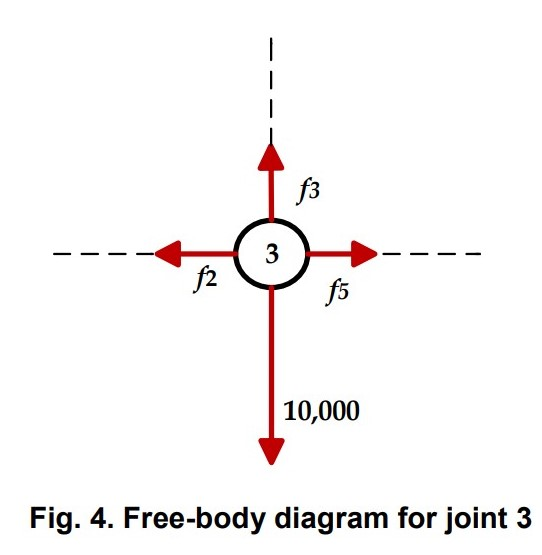 f3
3
f2
f5
10,000
Fig. 4. Free-body diagram for joint 3